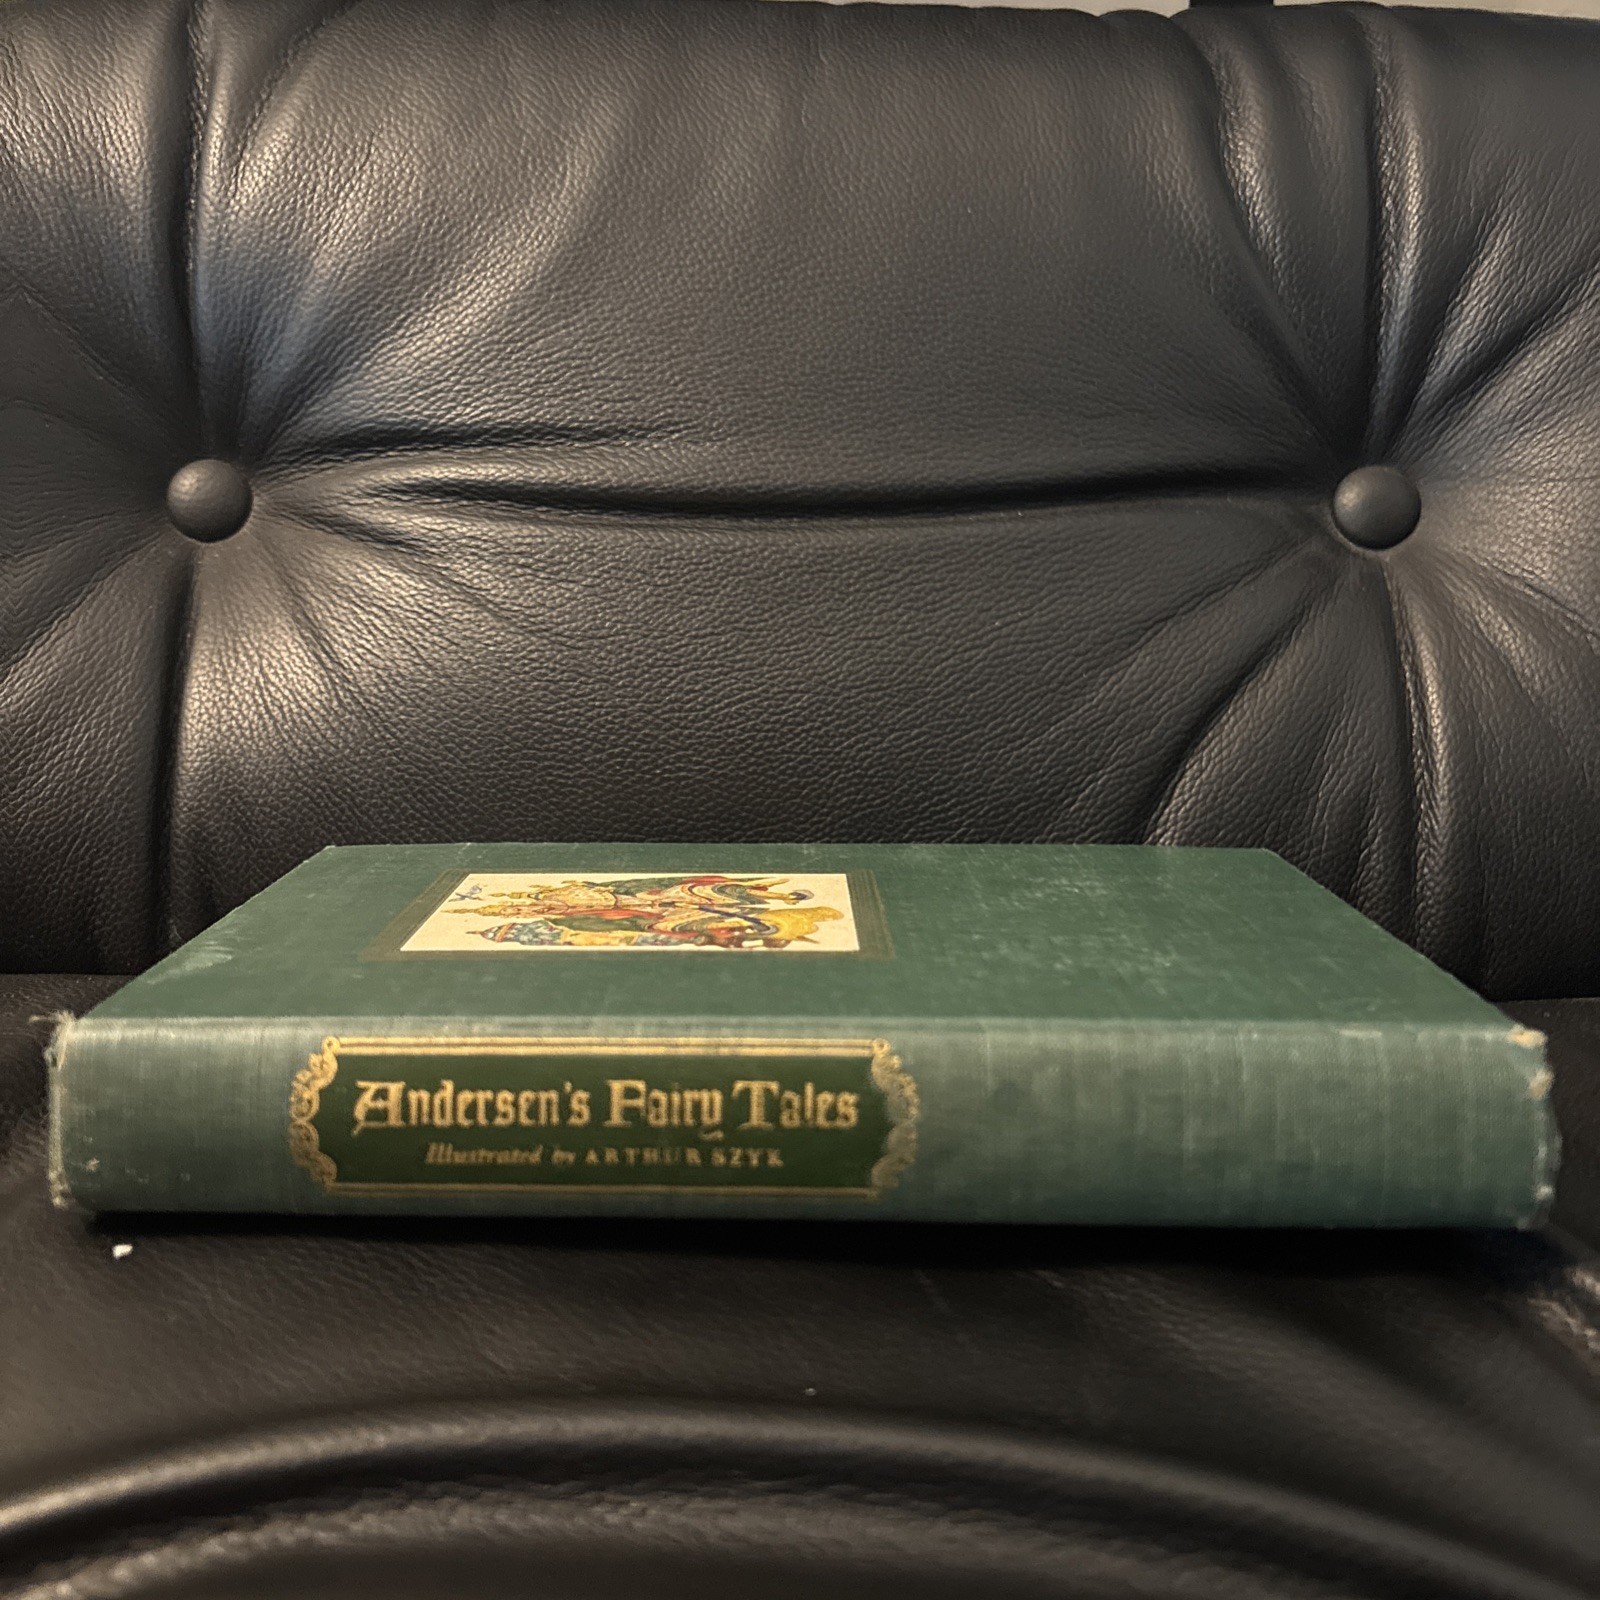 Andersen's Fairy Tales
Illustrated by ARTHUR SZYK